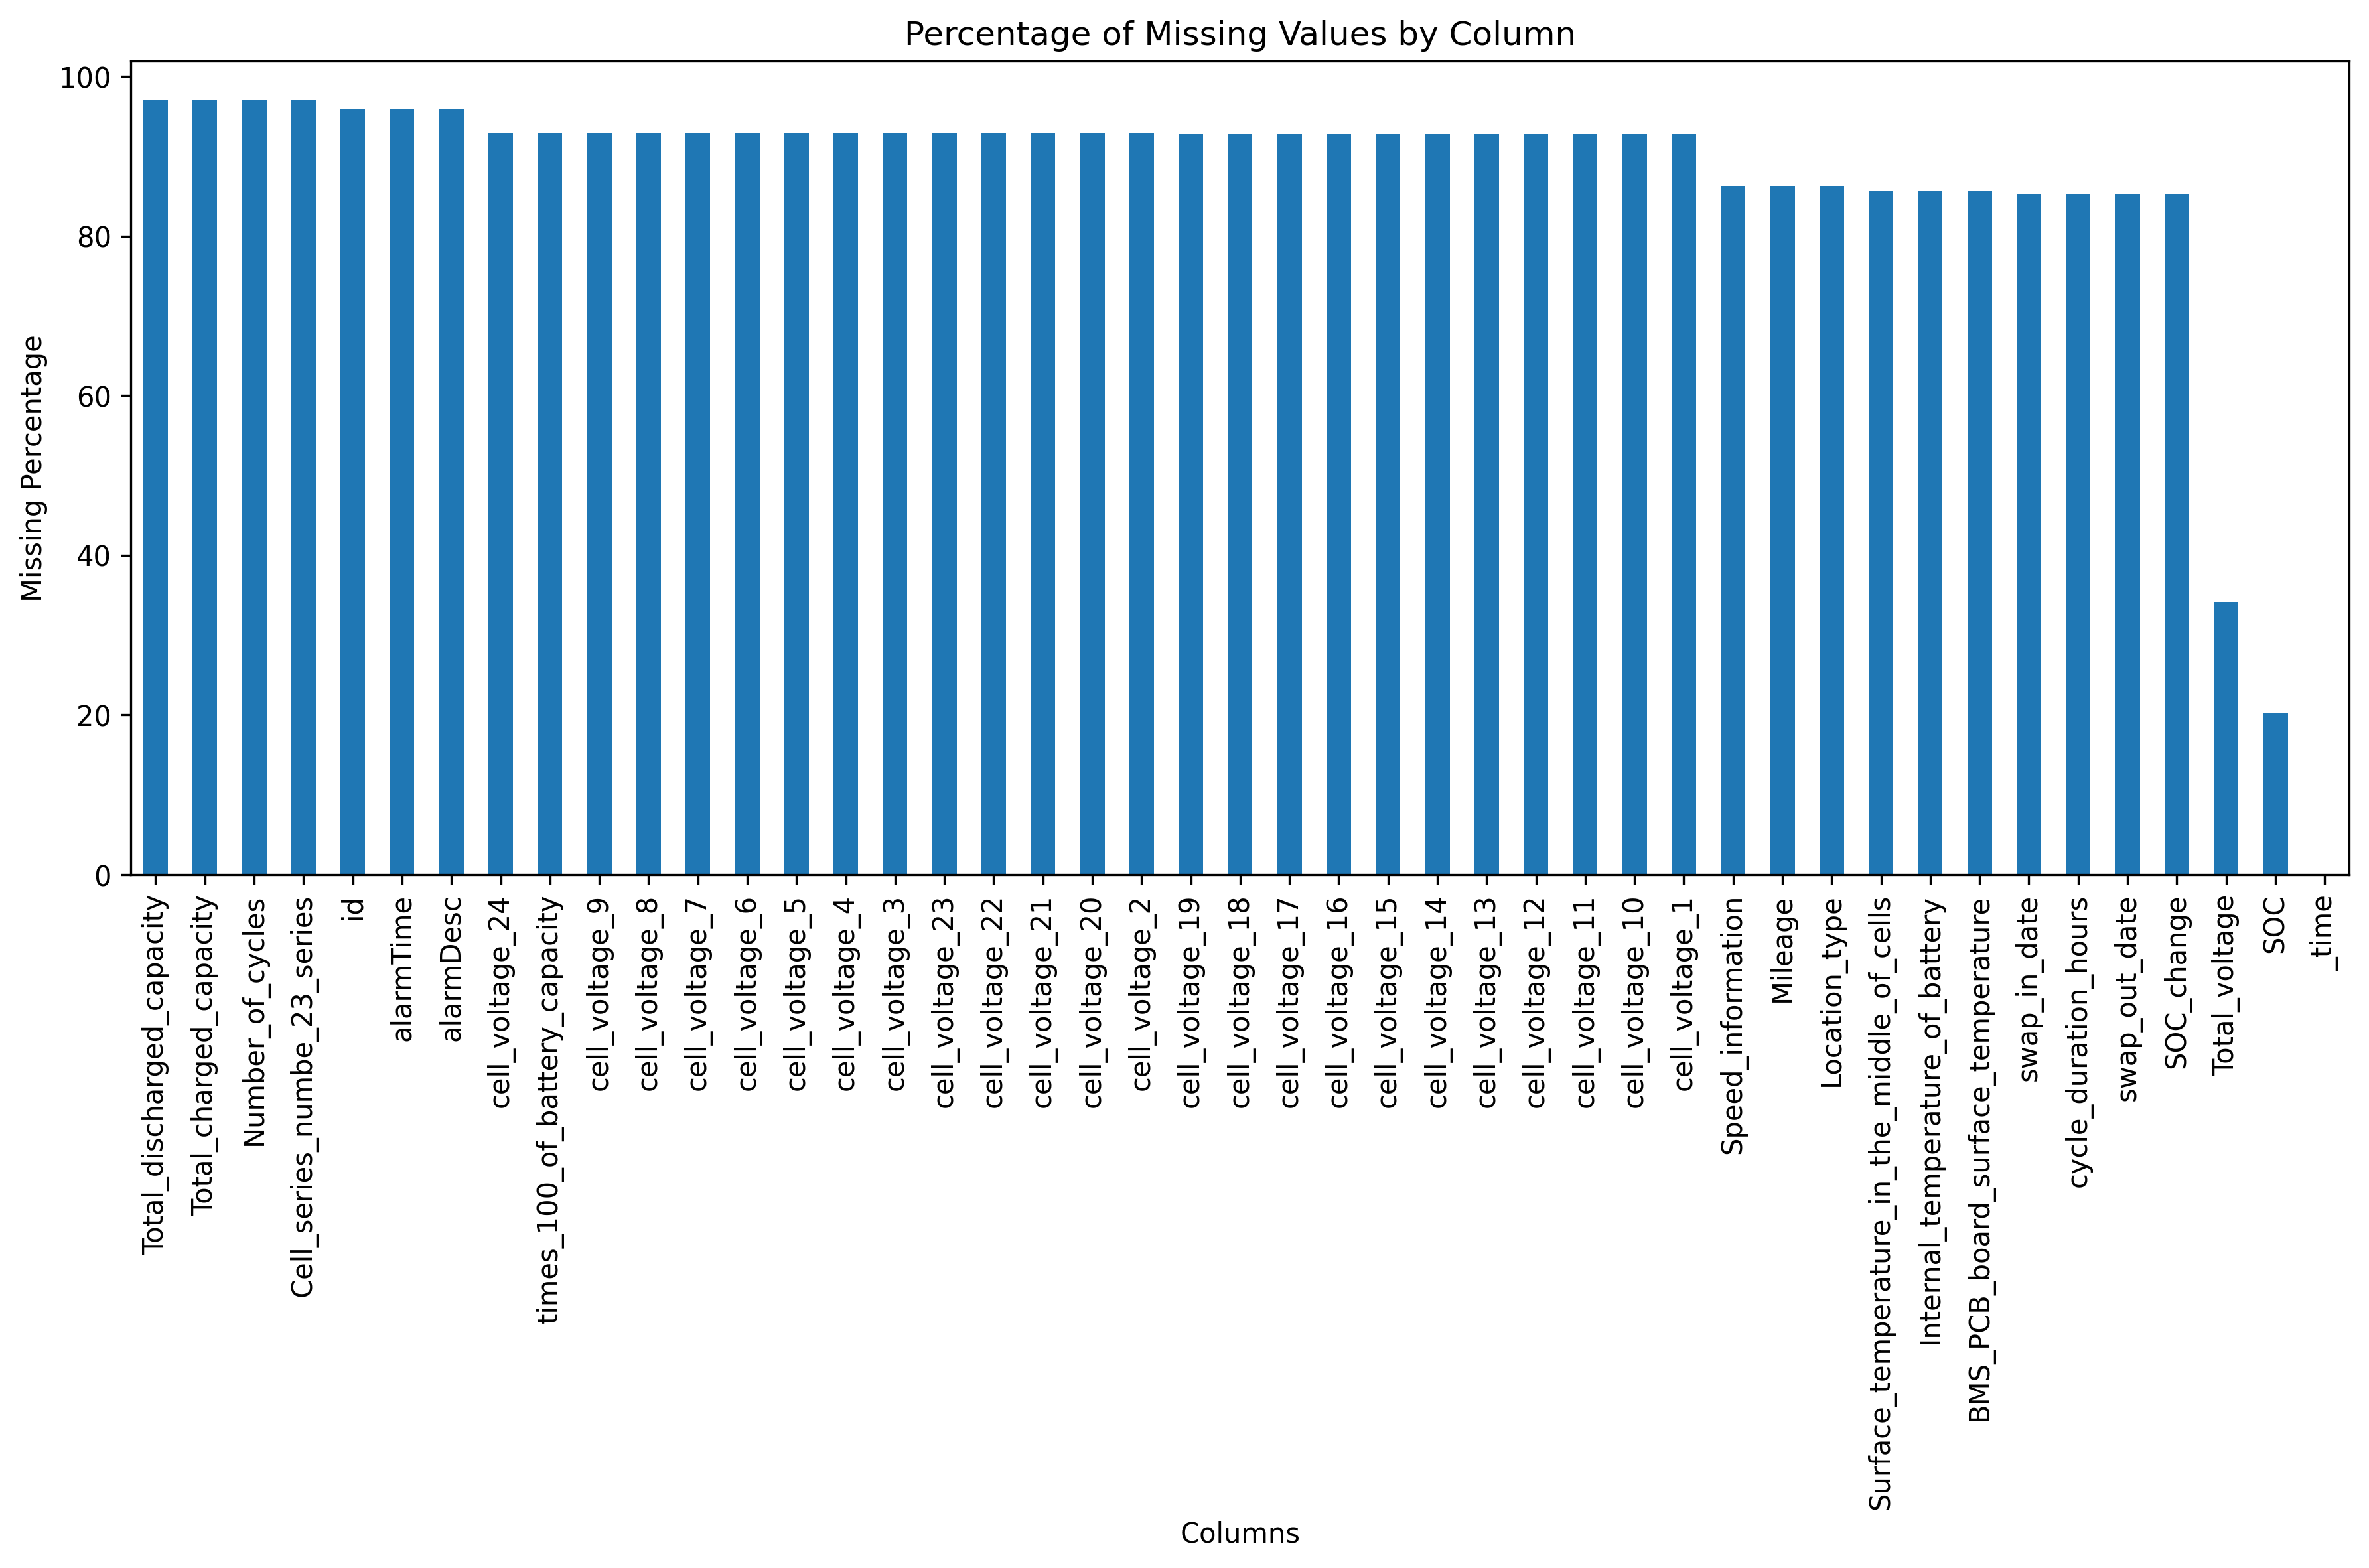 Percentage of Missing Values by Column
Missing Percentage
100
80
60
40
20
0
Total_discharged_capacity
Total_charged_capacity
Number_of_cycles
Cell_series_numbe_23_series
id
alarmTime
alarmDesc
cell_voltage_24
times_100_of_battery_capacity
cell_voltage_9
cell_voltage_8
cell_voltage_7
cell_voltage_6
cell_voltage_5
cell_voltage_4
cell_voltage_3
cell_voltage_23
cell_voltage_22
cell_voltage_21
cell_voltage_20
cell_voltage_2
cell_voltage_19
cell_voltage_18
cell_voltage_17
cell_voltage_16
cell_voltage_15
cell_voltage_14
cell_voltage_13
cell_voltage_12
cell_voltage_11
cell_voltage_10
cell_voltage_1
Speed_information
Mileage
Location_type
Surface_temperature_in_the_middle_of_cells
Internal_temperature_of_battery
BMS_PCB_board_surface_temperature
swap_in_date
cycle_duration_hours
swap_out_date
SOC_change
Total_voltage
SOC
_time
Columns